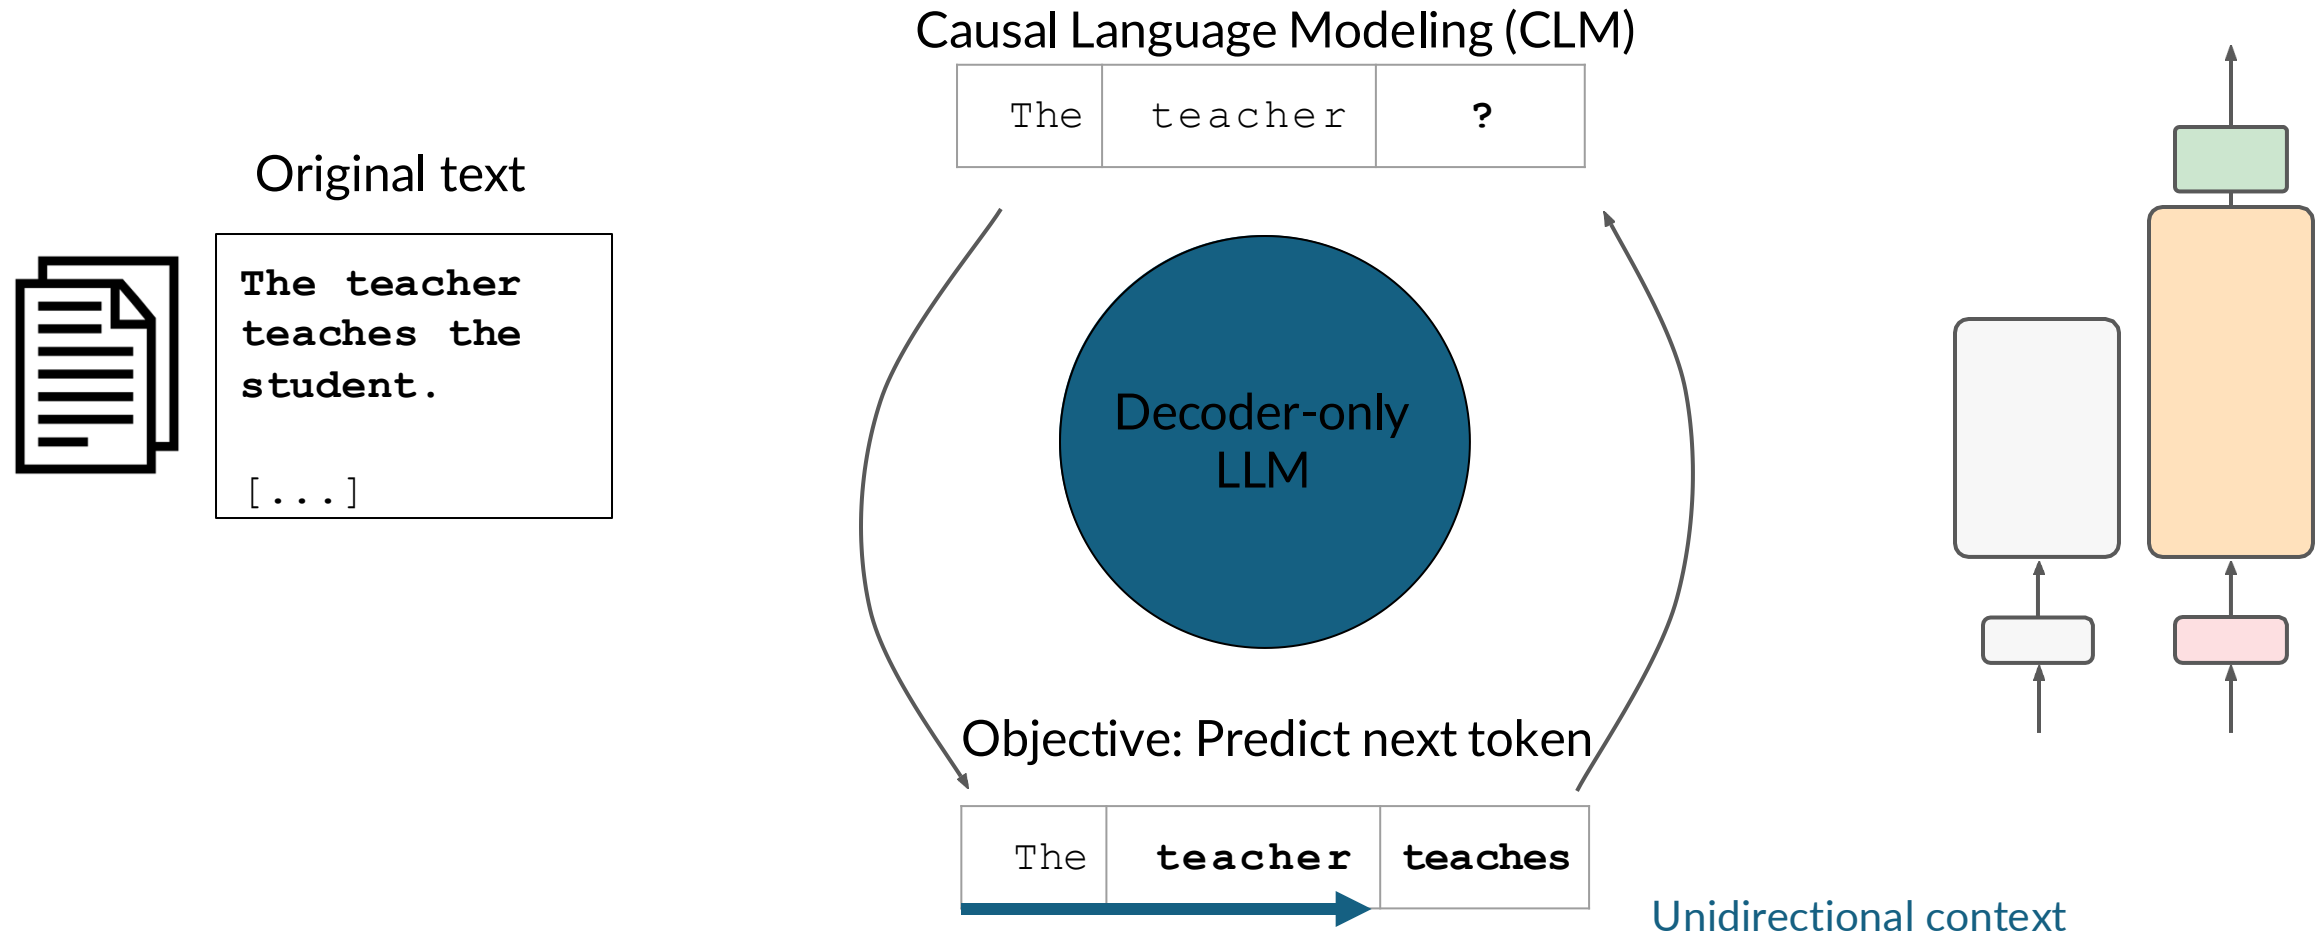 Causal Language Modeling (CLM)
The teacher ?
Original text
The teacher
teaches the
student.
[...]
Decoder-only
LLM
Objective: Predict next token
The teacher teaches
Unidirectional context